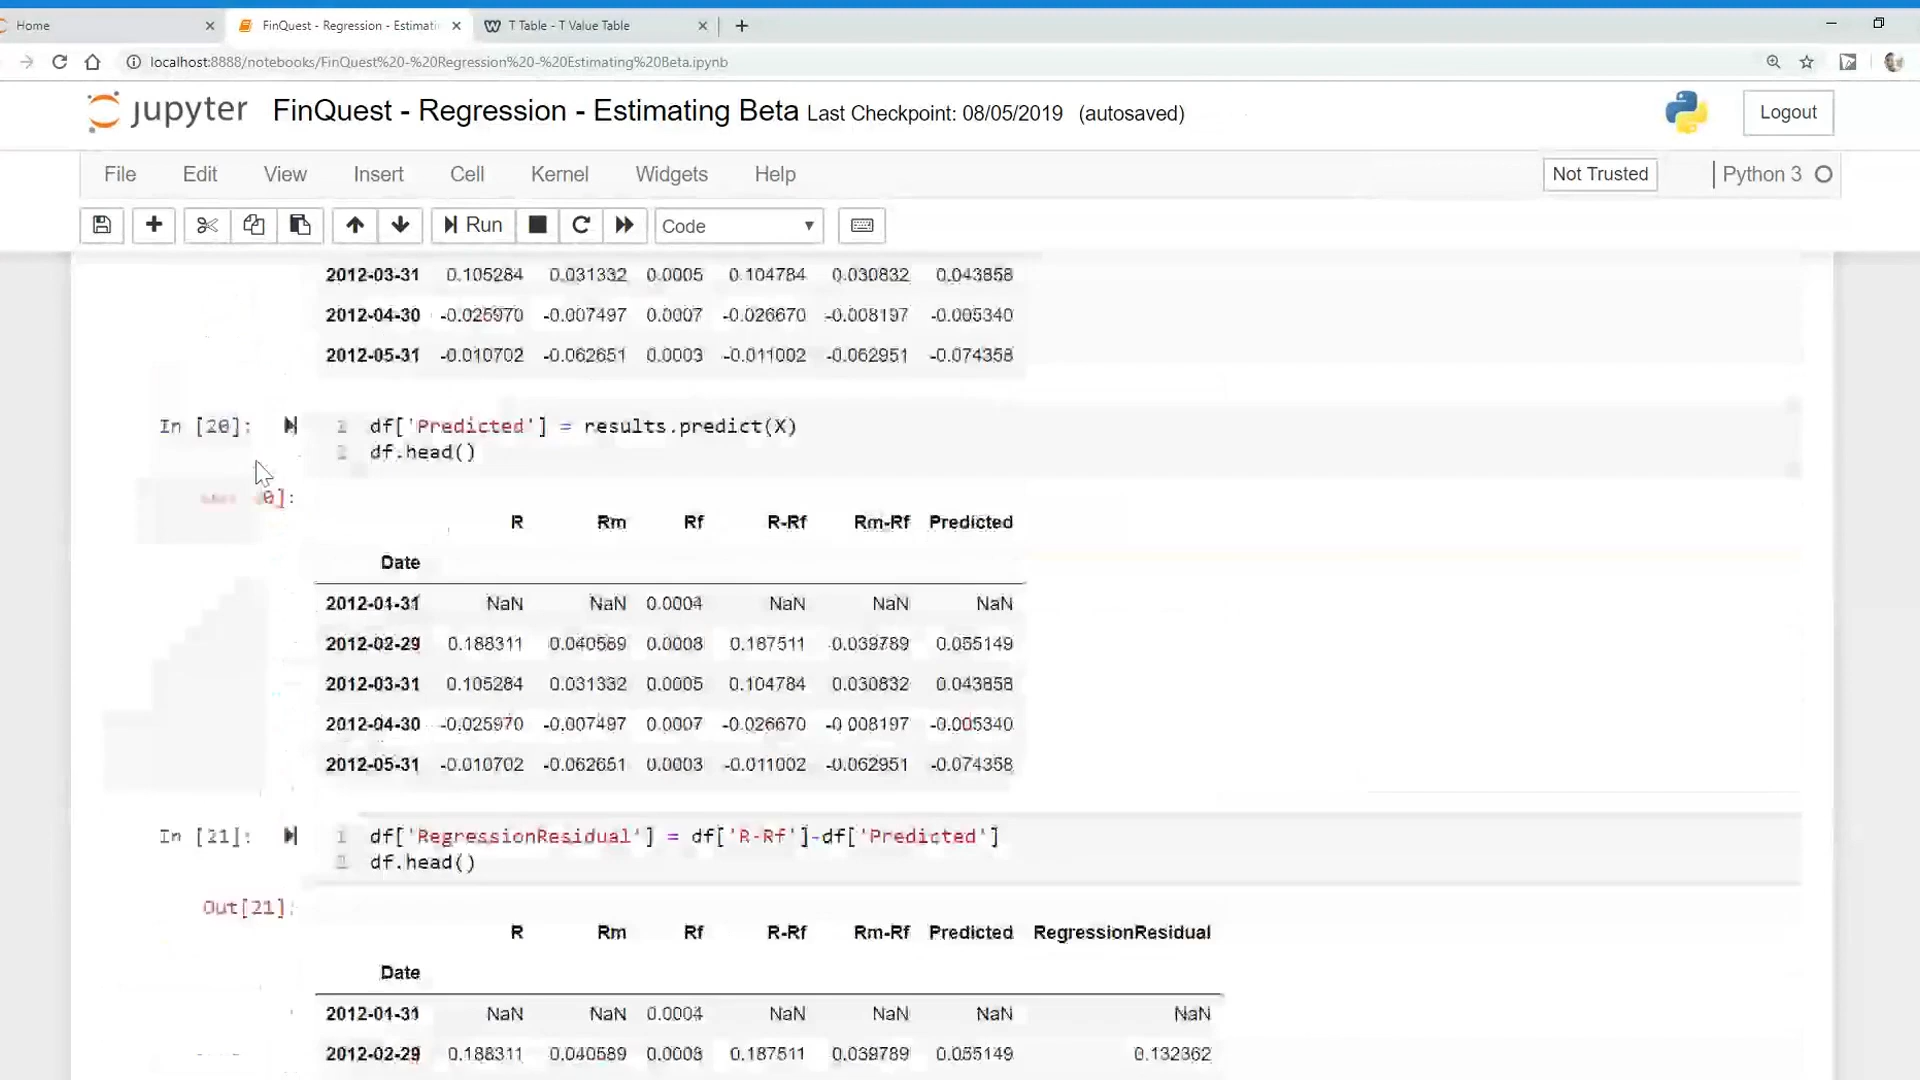 Home
FinQuest - Regression - Estimati
T Table - T Value Table
localhost:8888/notebooks/FinQuest%20-%20Regression%20-%20Estimating%20Beta.ipynb
jupyter FinQuest - Regression - Estimating Beta Last Checkpoint: 08/05/2019 (autosaved)
Logout
File Edit View Insert Cell Kernel Widgets Help
Not Trusted
Python 3
Run
Code
2012-03-31 0.105284 0.031332 0.0005 0.104784 0.030832 0.043858
2012-04-30 -0.025970 -0.007497 0.0007 -0.026670 -0.008197 -0.005340
2012-05-31 -0.010702 -0.062651 0.0003 -0.011002 -0.062951 -0.074358
In [20]: 1 df['Predicted'] = results.predict(X)
df.head()
0]:
R Rm Rf R-Rf Rm-Rf Predicted
Date
2012-01-31 NaN NaN 0.0004 NaN NaN NaN
2012-02-29 0.188311 0.040589 0.0008 0.187511 0.039789 0.055149
2012-03-31 0.105284 0.031332 0.0005 0.104784 0.030832 0.043858
2012-04-30 -0.025970 -0.007497 0.0007 -0.026670 -0.008197 -0.005340
2012-05-31 -0.010702 -0.062651 0.0003 -0.011002 -0.062951 -0.074358
In [21]: 1 df['RegressionResidual'] = df['R-Rf']-df['Predicted']
df.head()
Out[21]:
R Rm Rf R-Rf Rm-Rf Predicted RegressionResidual
Date
2012-01-31 NaN NaN 0.0004 NaN NaN NaN NaN
2012-02-29 0.188311 0.040589 0.0008 0.187511 0.039789 0.055149 0.132362